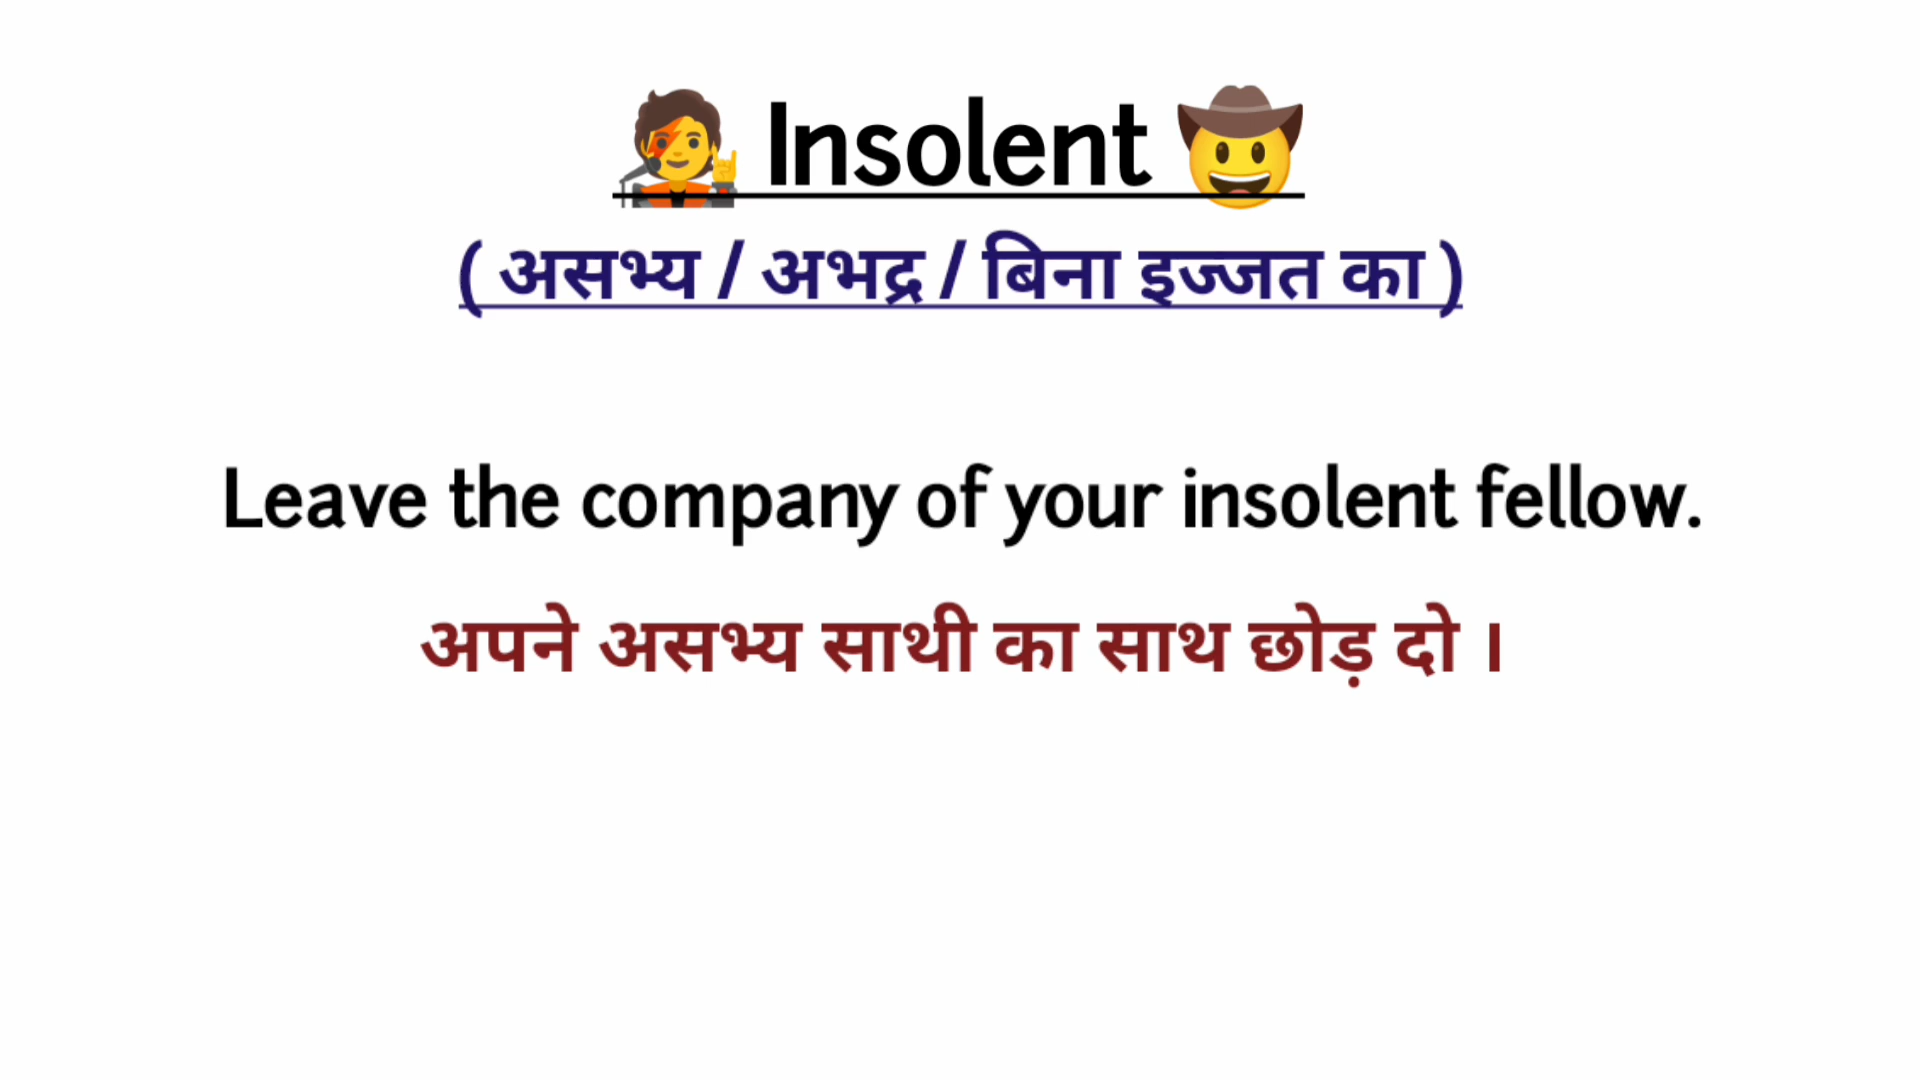 🧑‍🎤 Insolent 🤠
( असभ्य / अभद्र / बिना इज्जत का )
Leave the company of your insolent fellow.
अपने असभ्य साथी का साथ छोड़ दो ।